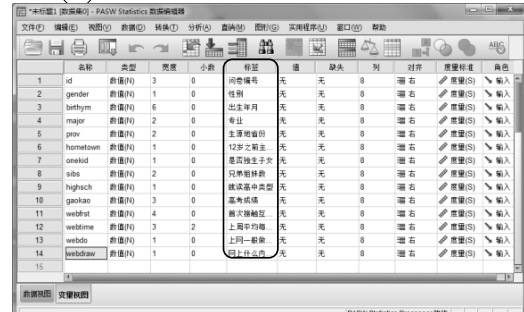 *未标题1 [数据集0] - PASW Statistics 数据编辑器
文件(F) 编辑(E) 视图(V) 数据(D) 转换(T) 分析(A) 直销(M) 图形(G) 实用程序(U) 窗口(W) 帮助
名称 类型 宽度 小数 标签 值 缺失 列 对齐 度量标准 角色
1 id 数值(N) 3 0 问卷编号 无 无 8 右 度量(S) 输入
2 gender 数值(N) 1 0 性别 无 无 8 右 度量(S) 输入
3 birthym 数值(N) 6 0 出生年月 无 无 8 右 度量(S) 输入
4 major 数值(N) 2 0 专业 无 无 8 右 度量(S) 输入
5 prov 数值(N) 2 0 生源地省份 无 无 8 右 度量(S) 输入
6 hometown 数值(N) 1 0 12岁之前主... 无 无 8 右 度量(S) 输入
7 onekid 数值(N) 1 0 是否独生子女 无 无 8 右 度量(S) 输入
8 sibs 数值(N) 2 0 兄弟姐妹数 无 无 8 右 度量(S) 输入
9 highsch 数值(N) 1 0 就读高中类型 无 无 8 右 度量(S) 输入
10 gaokao 数值(N) 3 0 高考成绩 无 无 8 右 度量(S) 输入
11 webfrst 数值(N) 4 0 首次接触互... 无 无 8 右 度量(S) 输入
12 webtime 数值(N) 3 2 上周平均每... 无 无 8 右 度量(S) 输入
13 webdo 数值(N) 1 0 上网一般做... 无 无 8 右 度量(S) 输入
14 webdraw 数值(N) 1 0 网上什么内... 无 无 8 右 度量(S) 输入
15
数据视图 变量视图